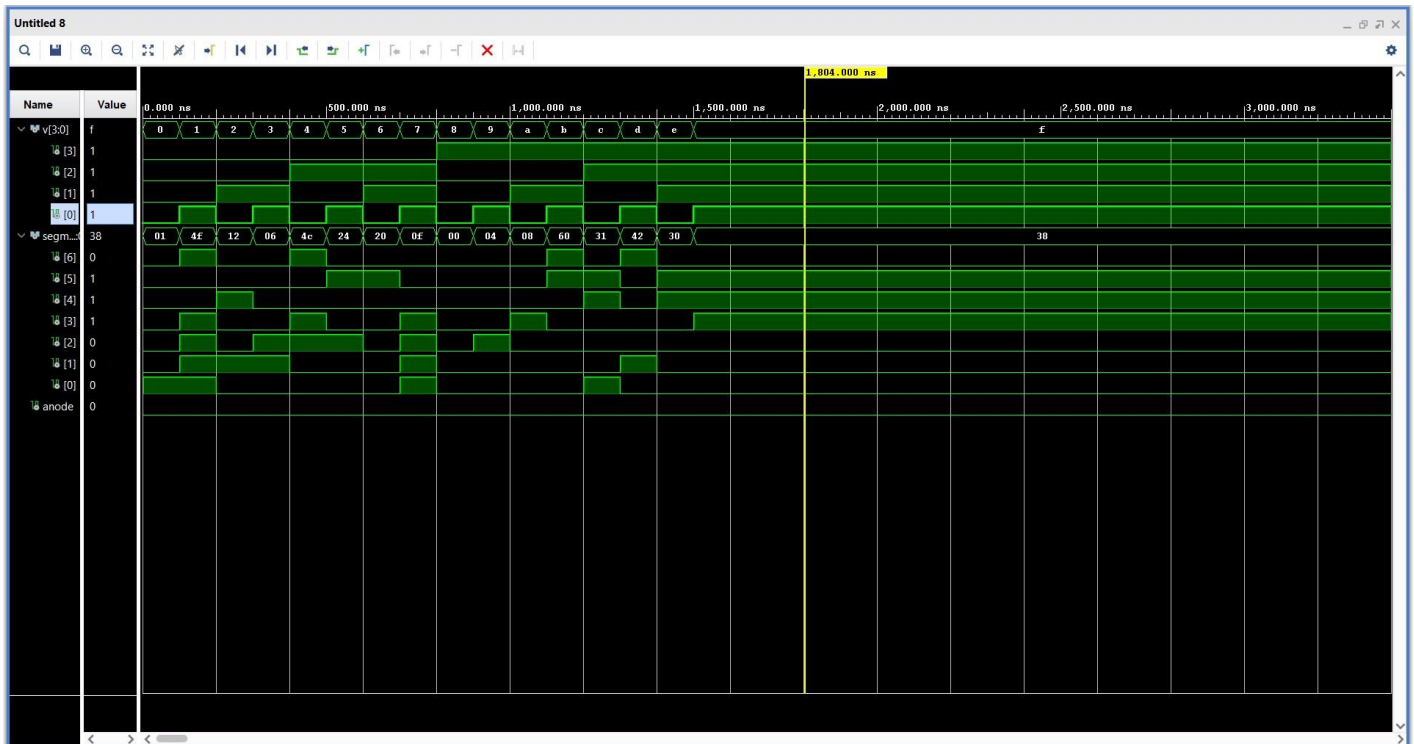 Untitled 8
1,804.000 ns
Name Value
0.000 ns 500.000 ns 1,000.000 ns 1,500.000 ns 2,000.000 ns 2,500.000 ns 3,000.000 ns
v[3:0] f 0 1 2 3 4 5 6 7 8 9 a b c d e f
[3] 1
[2] 1
[1] 1
[0] 1
segm...:0 38 01 4f 12 06 4c 24 20 0f 00 04 08 60 31 42 30 38
[6] 0
[5] 1
[4] 1
[3] 1
[2] 0
[1] 0
[0] 0
anode 0